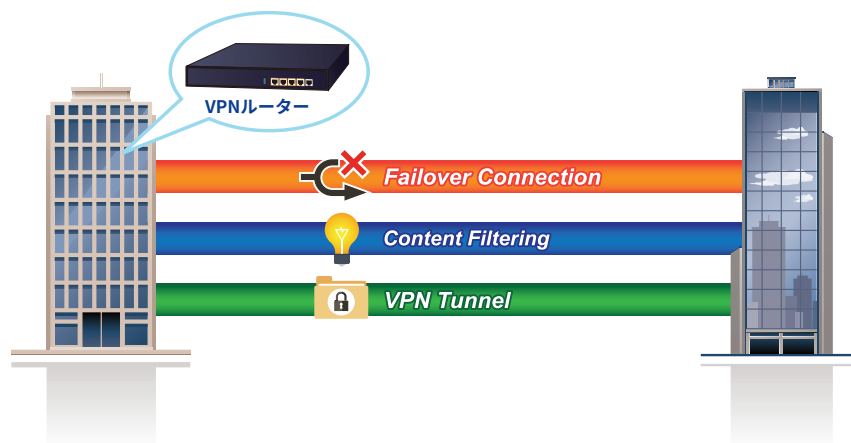 VPNルーター
Failover Connection
Content Filtering
VPN Tunnel